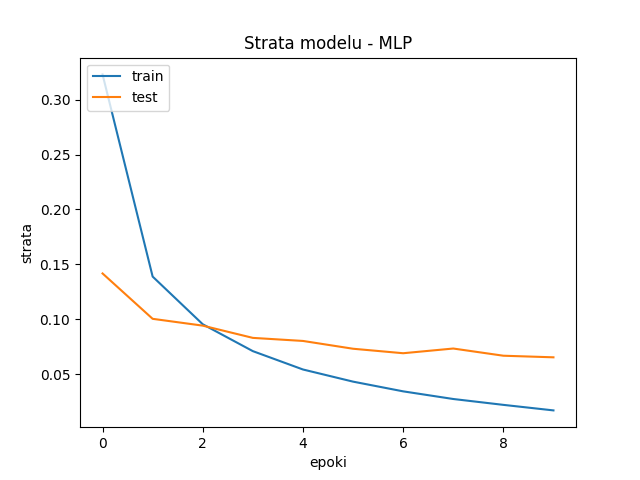 Strata modelu - MLP
train
test
0.30
0.25
0.20
0.15
0.10
0.05
strata
0 2 4 6 8
epoki